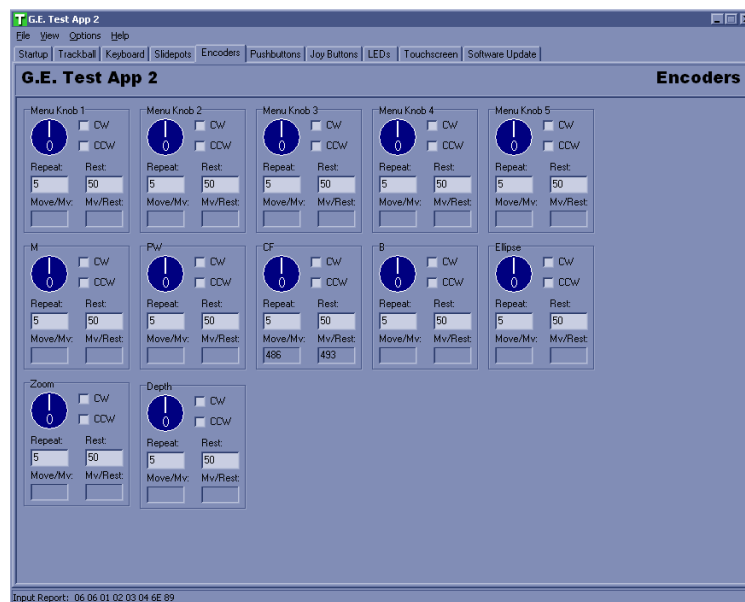 G.E. Test App 2
File View Options Help
Startup Trackball Keyboard Slidepots Encoders Pushbuttons Joy Buttons LEDs Touchscreen Software Update
G.E. Test App 2 Encoders
Menu Knob 1 Menu Knob 2 Menu Knob 3 Menu Knob 4 Menu Knob 5
CW CW CW CW CW
0 CCW 0 CCW 0 CCW 0 CCW 0 CCW
Repeat: Rest: Repeat: Rest: Repeat: Rest: Repeat: Rest: Repeat: Rest:
5 50 5 50 5 50 5 50 5 50
Move/Mv: Mv/Rest: Move/Mv: Mv/Rest: Move/Mv: Mv/Rest: Move/Mv: Mv/Rest: Move/Mv: Mv/Rest:
M PW CF B Ellipse
CW CW CW CW CW
0 CCW 0 CCW 0 CCW 0 CCW 0 CCW
Repeat: Rest: Repeat: Rest: Repeat: Rest: Repeat: Rest: Repeat: Rest:
5 50 5 50 5 50 5 50 5 50
Move/Mv: Mv/Rest: Move/Mv: Mv/Rest: Move/Mv: Mv/Rest: Move/Mv: Mv/Rest: Move/Mv: Mv/Rest:
486 493
Zoom Depth
CW CW
0 CCW 0 CCW
Repeat: Rest: Repeat: Rest:
5 50 5 50
Move/Mv: Mv/Rest: Move/Mv: Mv/Rest:
Input Report: 06 06 01 02 03 04 6E 89